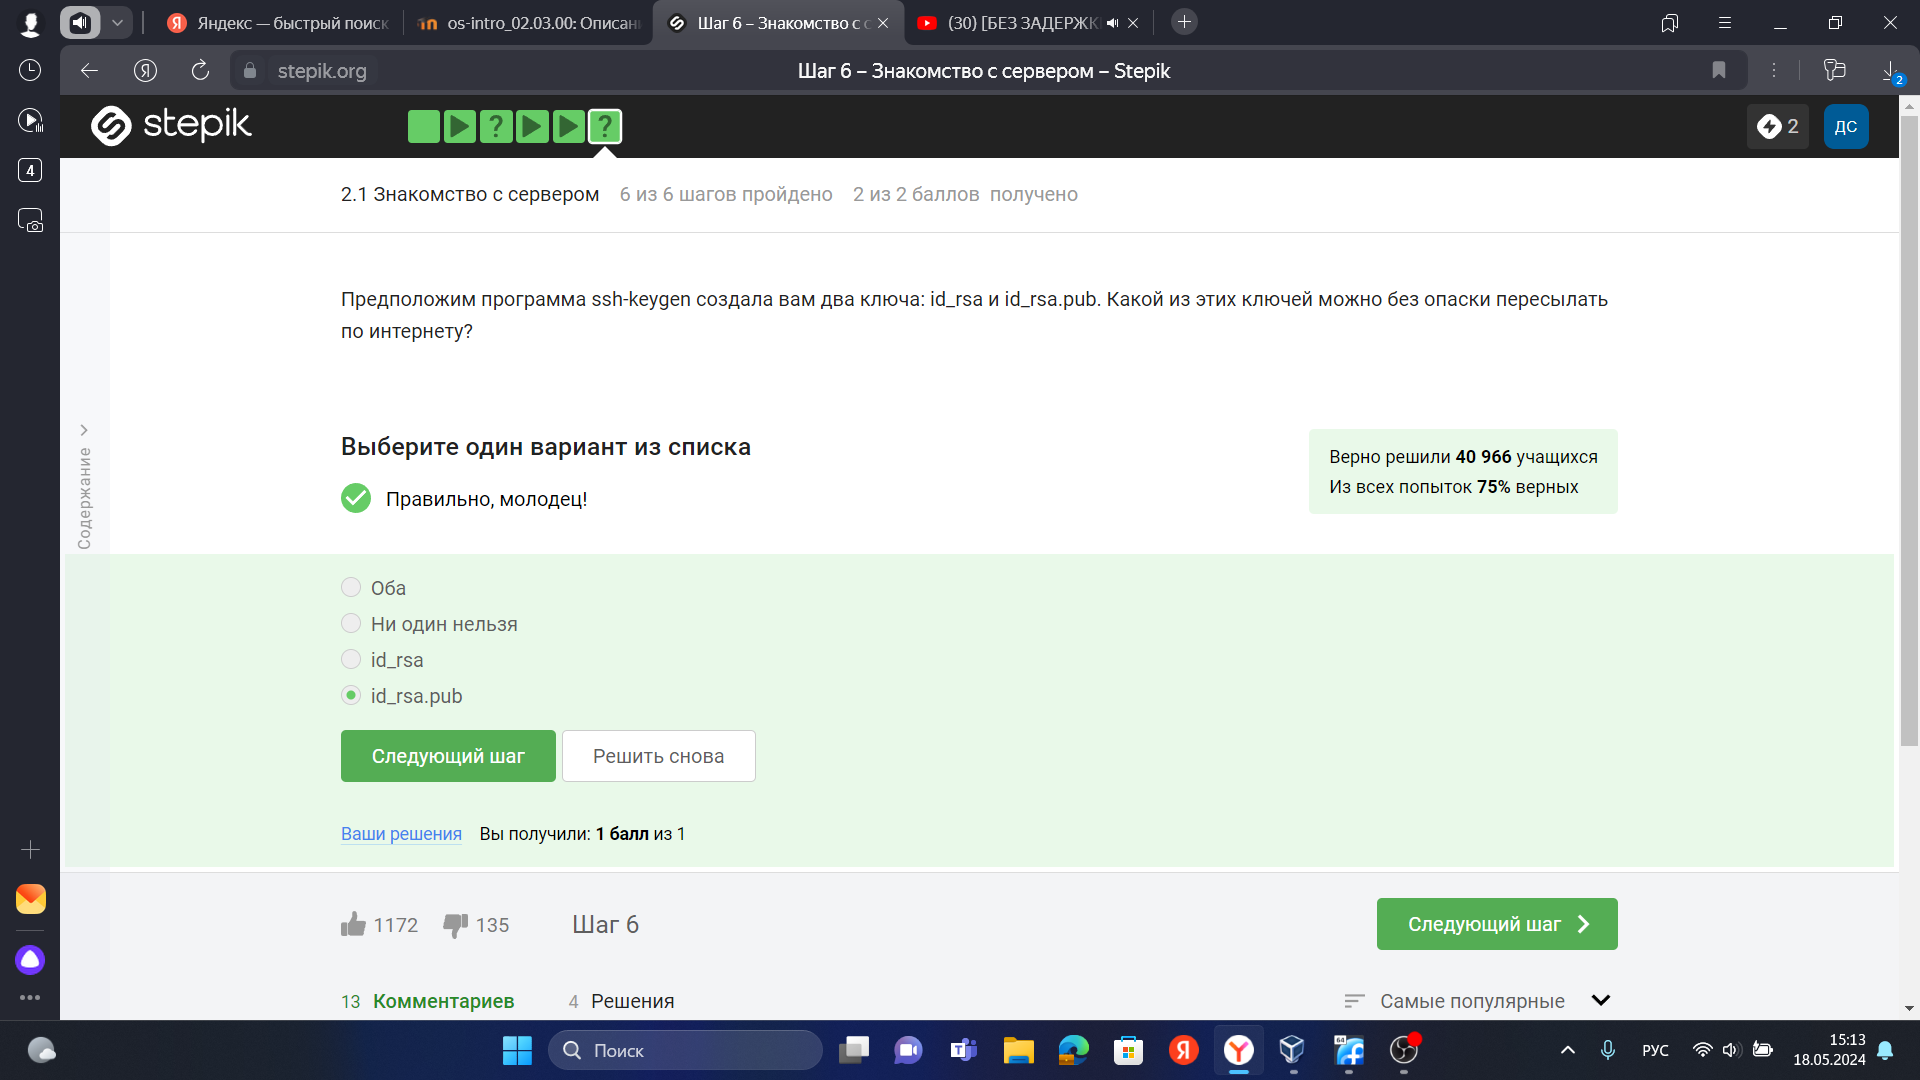 Яндекс — быстрый поиск
os-intro_02.03.00: Описан
Шаг 6 – Знакомство с с
(30) [БЕЗ ЗАДЕРЖК
stepik.org
Шаг 6 – Знакомство с сервером – Stepik
2
4
stepik
2
ДС
2.1 Знакомство с сервером 6 из 6 шагов пройдено 2 из 2 баллов получено
Предположим программа ssh-keygen создала вам два ключа: id_rsa и id_rsa.pub. Какой из этих ключей можно без опаски пересылать
по интернету?
Содержание
Выберите один вариант из списка
Правильно, молодец!
Верно решили 40 966 учащихся
Из всех попыток 75% верных
Оба
Ни один нельзя
id_rsa
id_rsa.pub
Следующий шаг
Решить снова
Ваши решения Вы получили: 1 балл из 1
1172
135
Шаг 6
Следующий шаг
13 Комментариев
4 Решения
Самые популярные
Поиск
РУС
15:13
18.05.2024